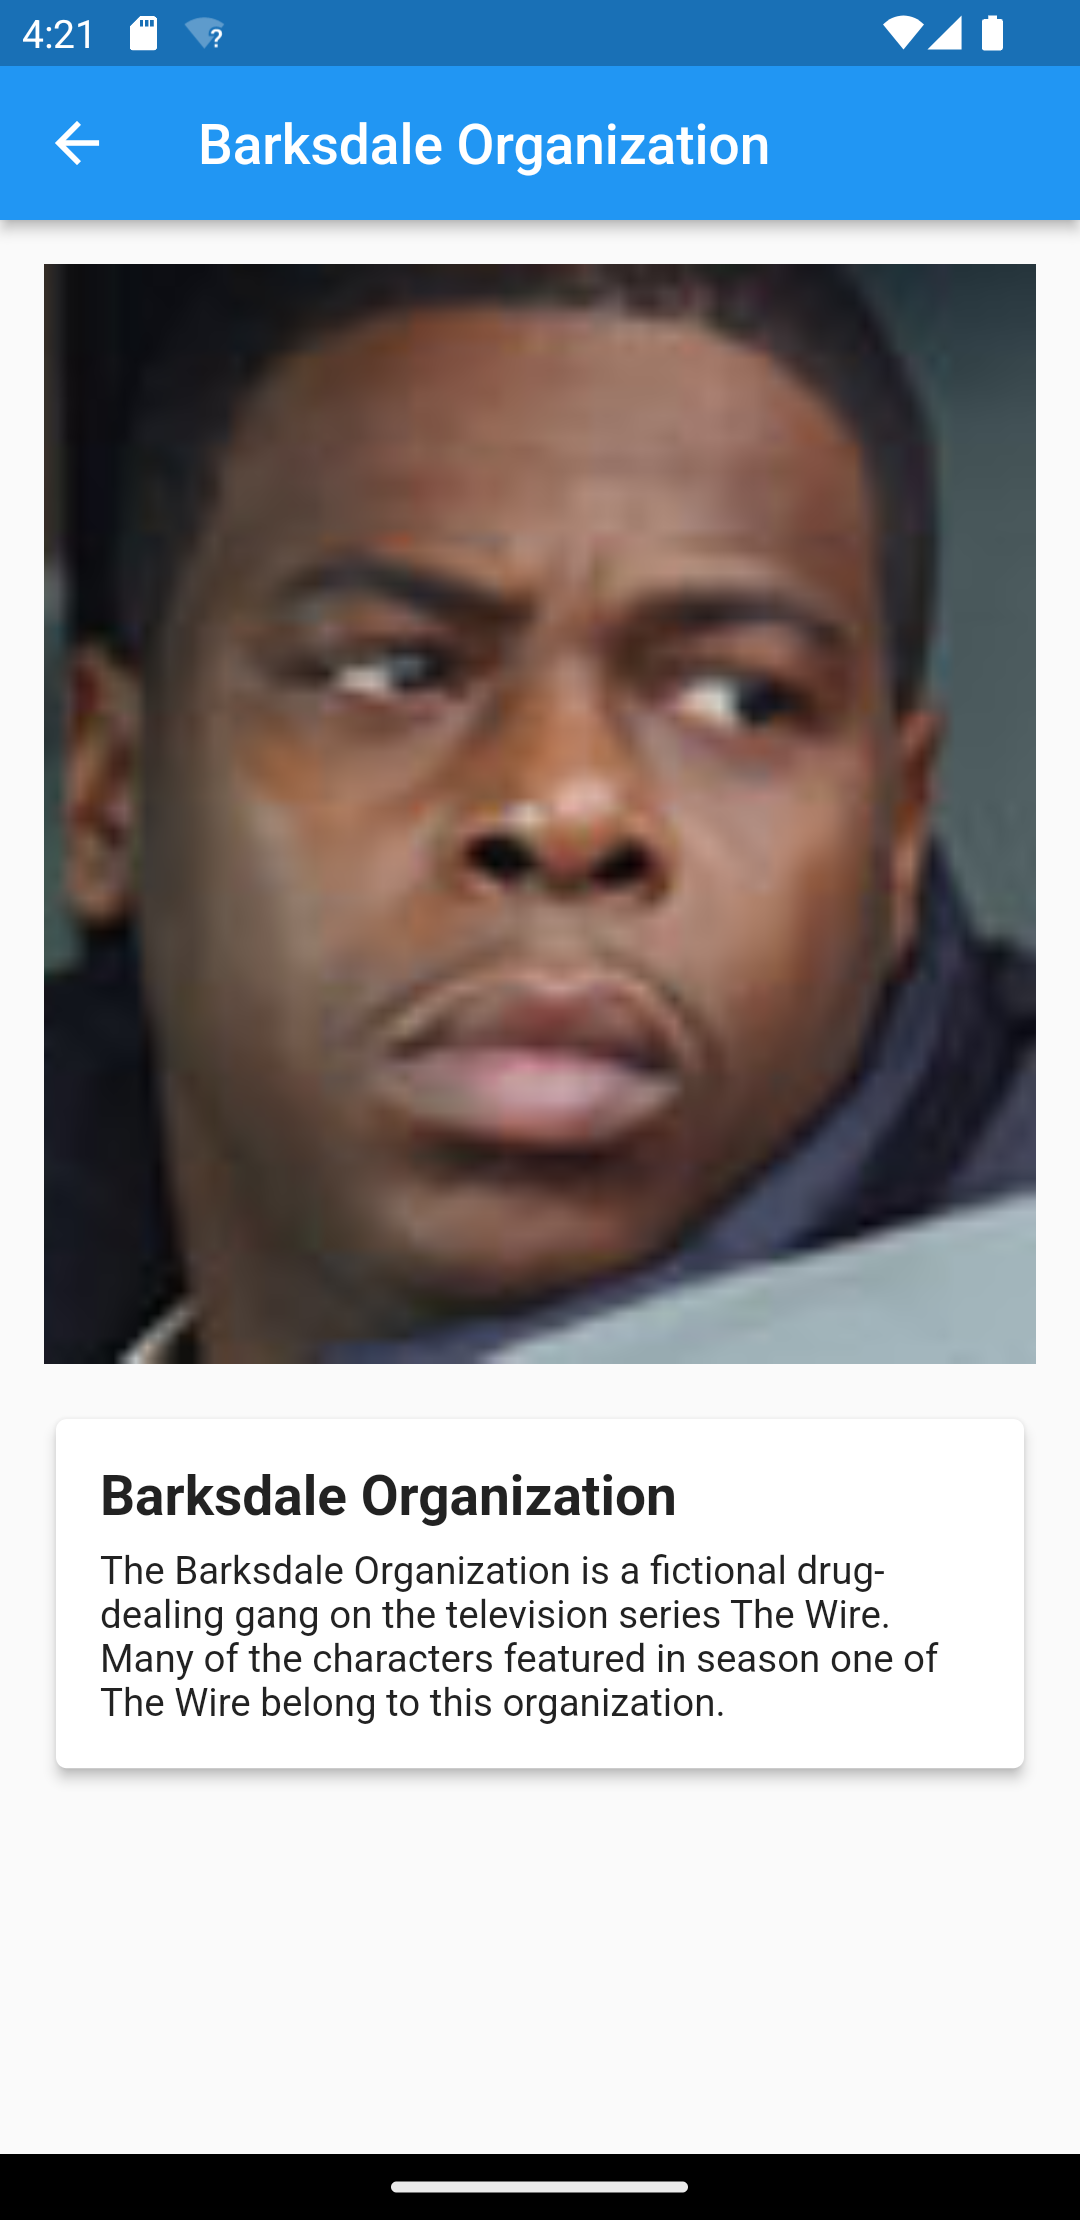 4:21
Barksdale Organization
Barksdale Organization
The Barksdale Organization is a fictional drug-
dealing gang on the television series The Wire.
Many of the characters featured in season one of
The Wire belong to this organization.